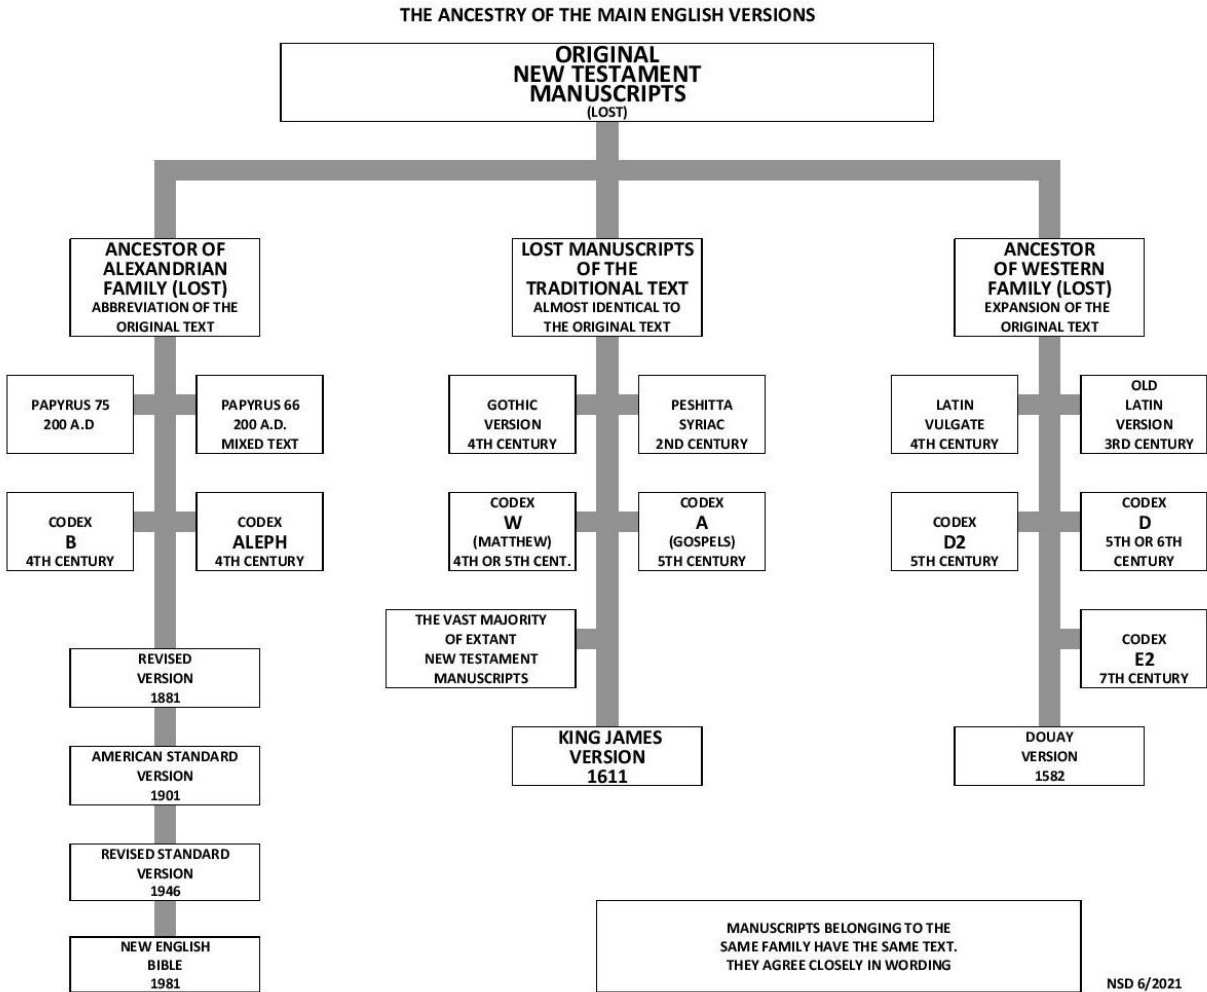 THE ANCESTRY OF THE MAIN ENGLISH VERSIONS
ORIGINAL
NEW TESTAMENT
MANUSCRIPTS
(LOST)
ANCESTOR OF
ALEXANDRIAN
FAMILY (LOST)
ABBREVIATION OF THE
ORIGINAL TEXT
LOST MANUSCRIPTS
OF THE
TRADITIONAL TEXT
ALMOST IDENTICAL TO
THE ORIGINAL TEXT
ANCESTOR
OF WESTERN
FAMILY (LOST)
EXPANSION OF THE
ORIGINAL TEXT
PAPYRUS 75
200 A.D
PAPYRUS 66
200 A.D.
MIXED TEXT
GOTHIC
VERSION
4TH CENTURY
PESHITTA
SYRIAC
2ND CENTURY
LATIN
VULGATE
4TH CENTURY
OLD
LATIN
VERSION
3RD CENTURY
CODEX
B
4TH CENTURY
CODEX
ALEPH
4TH CENTURY
CODEX
W
(MATTHEW)
4TH OR 5TH CENT.
CODEX
A
(GOSPELS)
5TH CENTURY
CODEX
D2
5TH CENTURY
CODEX
D
5TH OR 6TH
CENTURY
THE VAST MAJORITY
OF EXTANT
NEW TESTAMENT
MANUSCRIPTS
CODEX
E2
7TH CENTURY
REVISED
VERSION
1881
KING JAMES
VERSION
1611
DOUAY
VERSION
1582
AMERICAN STANDARD
VERSION
1901
REVISED STANDARD
VERSION
1946
NEW ENGLISH
BIBLE
1981
MANUSCRIPTS BELONGING TO THE
SAME FAMILY HAVE THE SAME TEXT.
THEY AGREE CLOSELY IN WORDING
NSD 6/2021